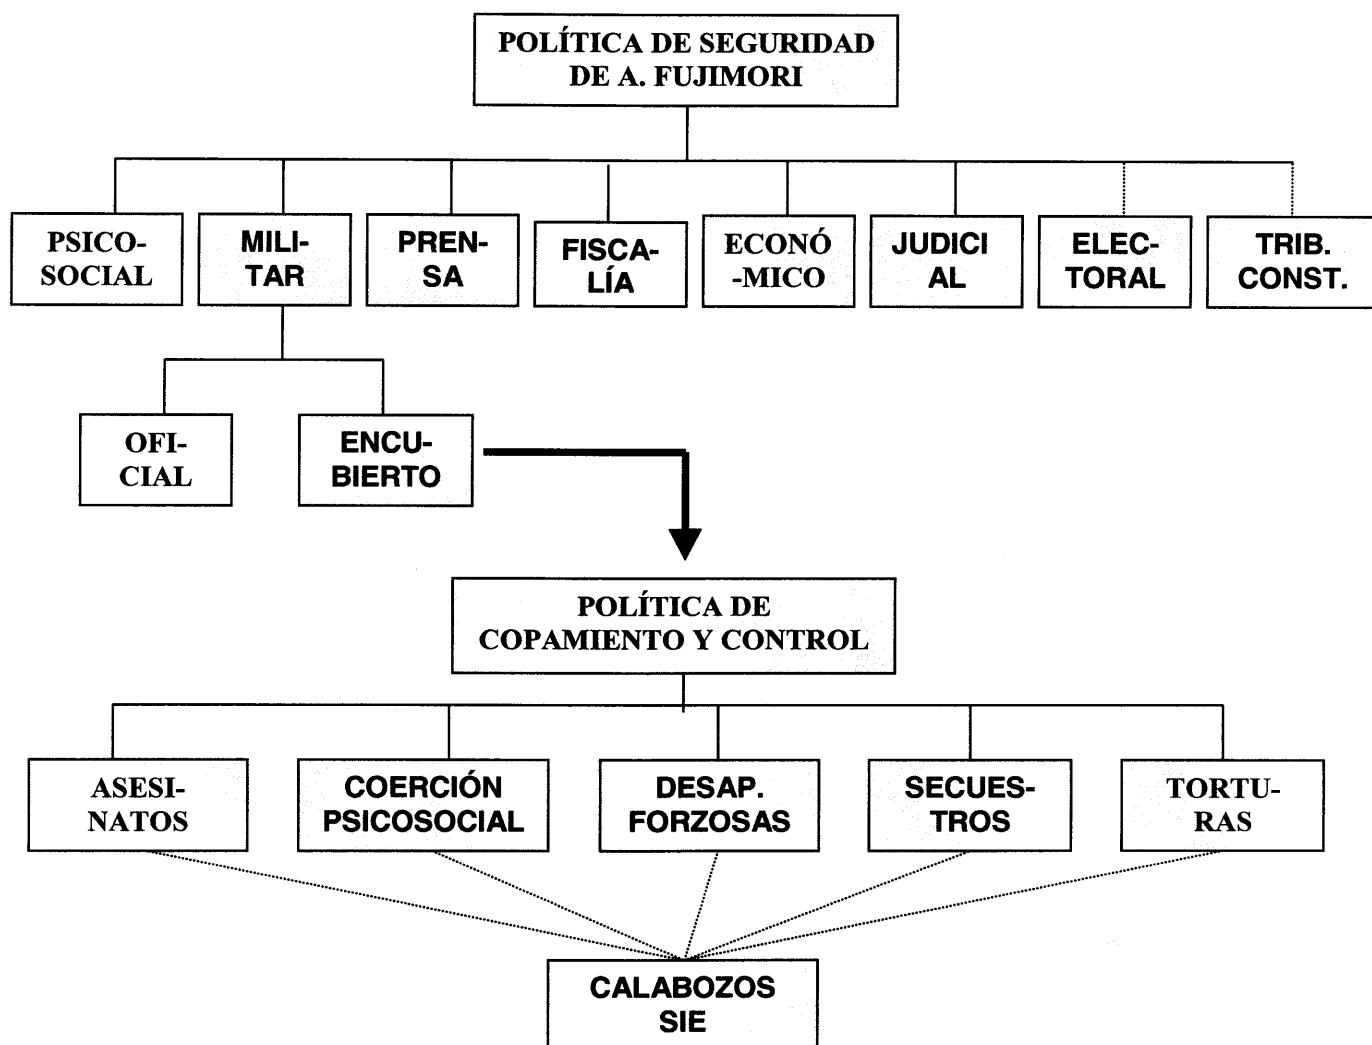 POLÍTICA DE SEGURIDAD
DE A. FUJIMORI
PSICO-
SOCIAL
MILI-
TAR
PREN-
SA
FISCA-
LÍA
ECONÓ
-MICO
JUDICI
AL
ELEC-
TORAL
TRIB.
CONST.
OFI-
CIAL
ENCU-
BIERTO
POLÍTICA DE
COPAMIENTO Y CONTROL
ASESI-
NATOS
COERCIÓN
PSICOSOCIAL
DESAP.
FORZOSAS
SECUES-
TROS
TORTU-
RAS
CALABOZOS
SIE